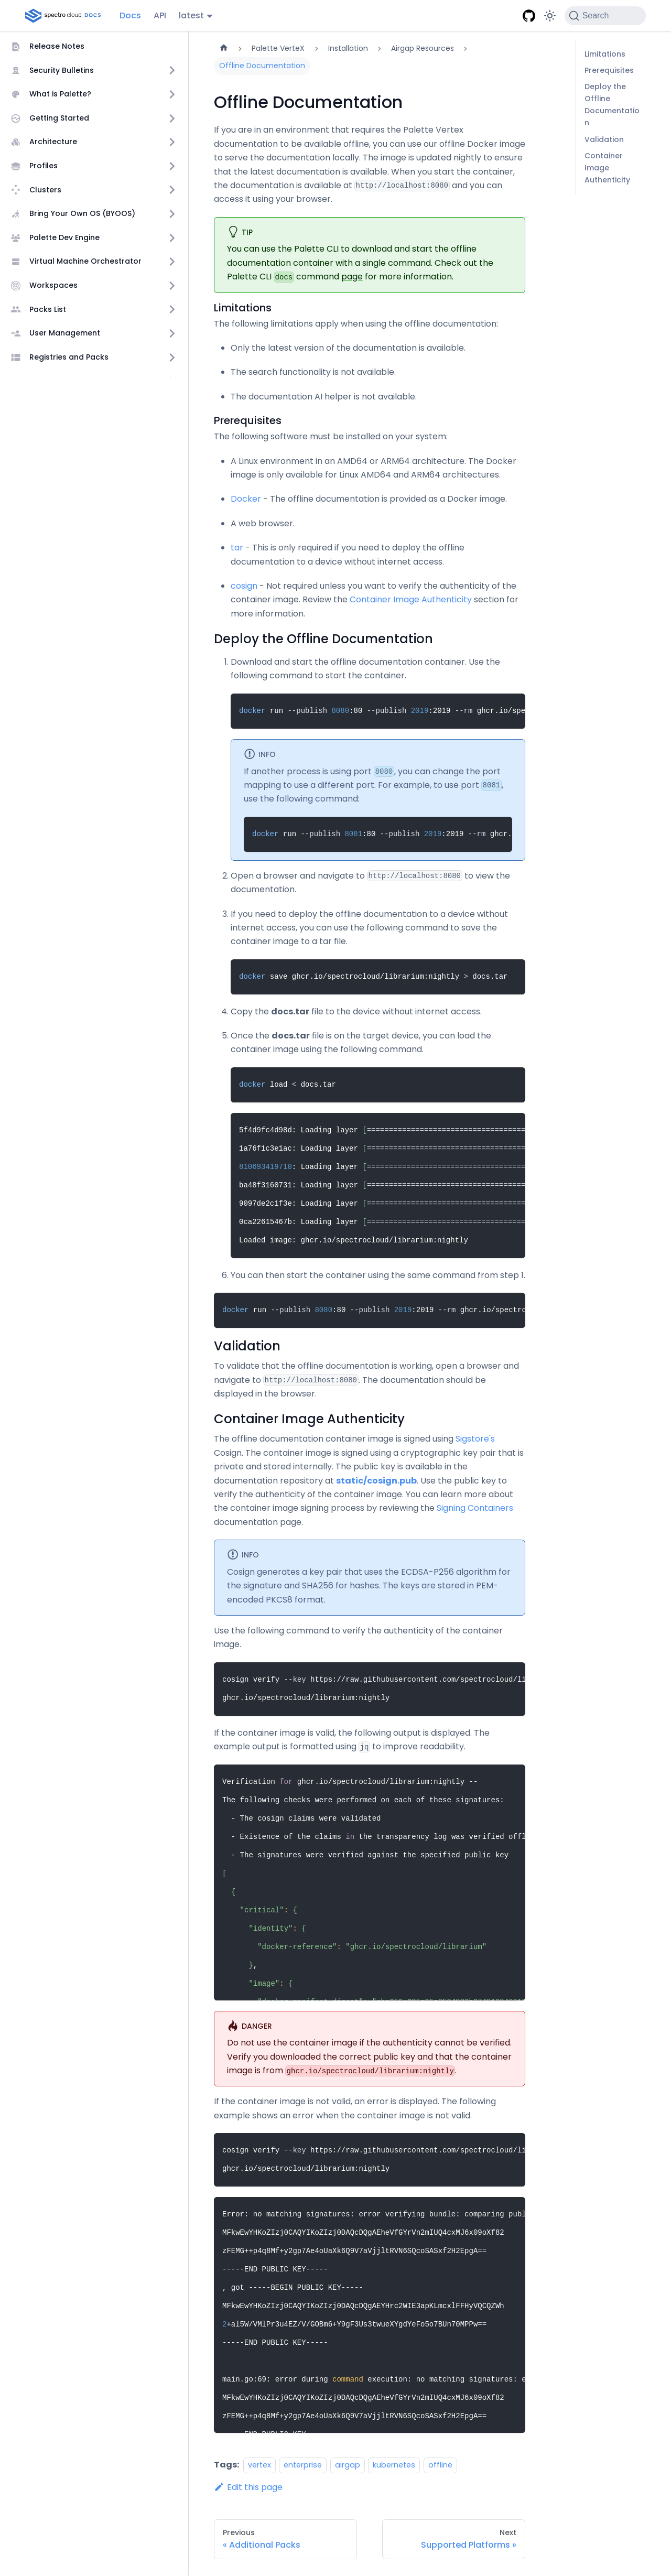 spectro cloud DOCS
Docs
API
latest
Search
Release Notes
Security Bulletins
What is Palette?
Getting Started
Architecture
Profiles
Clusters
Bring Your Own OS (BYOOS)
Palette Dev Engine
Virtual Machine Orchestrator
Workspaces
Packs List
User Management
Registries and Packs
Palette VerteX
Installation
Airgap Resources
Offline Documentation
Offline Documentation
If you are in an environment that requires the Palette Vertex
documentation to be available offline, you can use our offline Docker image
to serve the documentation locally. The image is updated nightly to ensure
that the latest documentation is available. When you start the container,
the documentation is available at http://localhost:8080 and you can
access it using your browser.
TIP
You can use the Palette CLI to download and start the offline
documentation container with a single command. Check out the
Palette CLI docs command page for more information.
Limitations
The following limitations apply when using the offline documentation:
• Only the latest version of the documentation is available.
• The search functionality is not available.
• The documentation AI helper is not available.
Prerequisites
The following software must be installed on your system:
• A Linux environment in an AMD64 or ARM64 architecture. The Docker
image is only available for Linux AMD64 and ARM64 architectures.
• Docker - The offline documentation is provided as a Docker image.
• A web browser.
• tar - This is only required if you need to deploy the offline
documentation to a device without internet access.
• cosign - Not required unless you want to verify the authenticity of the
container image. Review the Container Image Authenticity section for
more information.
Deploy the Offline Documentation
1. Download and start the offline documentation container. Use the
following command to start the container.
docker run --publish 8080:80 --publish 2019:2019 --rm ghcr.io/spe
INFO
If another process is using port 8080, you can change the port
mapping to use a different port. For example, to use port 8081,
use the following command:
docker run --publish 8081:80 --publish 2019:2019 --rm ghcr.
2. Open a browser and navigate to http://localhost:8080 to view the
documentation.
3. If you need to deploy the offline documentation to a device without
internet access, you can use the following command to save the
container image to a tar file.
docker save ghcr.io/spectrocloud/librarium:nightly > docs.tar
4. Copy the docs.tar file to the device without internet access.
5. Once the docs.tar file is on the target device, you can load the
container image using the following command.
docker load < docs.tar
5f4d9fc4d98d: Loading layer [=====================================
1a76f1c3e1ac: Loading layer [=====================================
810693419710: Loading layer [=====================================
ba48f3160731: Loading layer [=====================================
9097de2c1f3e: Loading layer [=====================================
0ca22615467b: Loading layer [=====================================
Loaded image: ghcr.io/spectrocloud/librarium:nightly
6. You can then start the container using the same command from step 1.
docker run --publish 8080:80 --publish 2019:2019 --rm ghcr.io/spectro
Validation
To validate that the offline documentation is working, open a browser and
navigate to http://localhost:8080. The documentation should be
displayed in the browser.
Container Image Authenticity
The offline documentation container image is signed using Sigstore's
Cosign. The container image is signed using a cryptographic key pair that is
private and stored internally. The public key is available in the
documentation repository at static/cosign.pub. Use the public key to
verify the authenticity of the container image. You can learn more about
the container image signing process by reviewing the Signing Containers
documentation page.
INFO
Cosign generates a key pair that uses the ECDSA-P256 algorithm for
the signature and SHA256 for hashes. The keys are stored in PEM-
encoded PKCS8 format.
Use the following command to verify the authenticity of the container
image.
cosign verify --key https://raw.githubusercontent.com/spectrocloud/li
ghcr.io/spectrocloud/librarium:nightly
If the container image is valid, the following output is displayed. The
example output is formatted using jq to improve readability.
Verification for ghcr.io/spectrocloud/librarium:nightly --
The following checks were performed on each of these signatures:
- The cosign claims were validated
- Existence of the claims in the transparency log was verified offl
- The signatures were verified against the specified public key
[
{
"critical": {
"identity": {
"docker-reference": "ghcr.io/spectrocloud/librarium"
},
"image": {
DANGER
Do not use the container image if the authenticity cannot be verified.
Verify you downloaded the correct public key and that the container
image is from ghcr.io/spectrocloud/librarium:nightly.
If the container image is not valid, an error is displayed. The following
example shows an error when the container image is not valid.
cosign verify --key https://raw.githubusercontent.com/spectrocloud/li
ghcr.io/spectrocloud/librarium:nightly
Error: no matching signatures: error verifying bundle: comparing publ
MFkwEwYHKoZIzj0CAQYIKoZIzj0DAQcDQgAEheVfGYrVn2mIUQ4cxMJ6x09oXf82
zFEMG++p4q8Mf+y2gp7Ae4oUaXk6Q9V7aVjjltRVN6SQcoSASxf2H2EpgA==
-----END PUBLIC KEY-----
, got -----BEGIN PUBLIC KEY-----
MFkwEwYHKoZIzj0CAQYIKoZIzj0DAQcDQgAEYHrc2WIE3apKLmcxlFFHyVQCQZWh
2+al5W/VMlPr3u4EZ/V/GOBm6+Y9gF3Us3twueXYgdYeFo5o7BUn70MPPw==
-----END PUBLIC KEY-----
main.go:69: error during command execution: no matching signatures: e
MFkwEwYHKoZIzj0CAQYIKoZIzj0DAQcDQgAEheVfGYrVn2mIUQ4cxMJ6x09oXf82
zFEMG++p4q8Mf+y2gp7Ae4oUaXk6Q9V7aVjjltRVN6SQcoSASxf2H2EpgA==
Tags: vertex enterprise airgap kubernetes offline
Edit this page
Previous
« Additional Packs
Next
Supported Platforms »
Limitations
Prerequisites
Deploy the
Offline
Documentatio
n
Validation
Container
Image
Authenticity